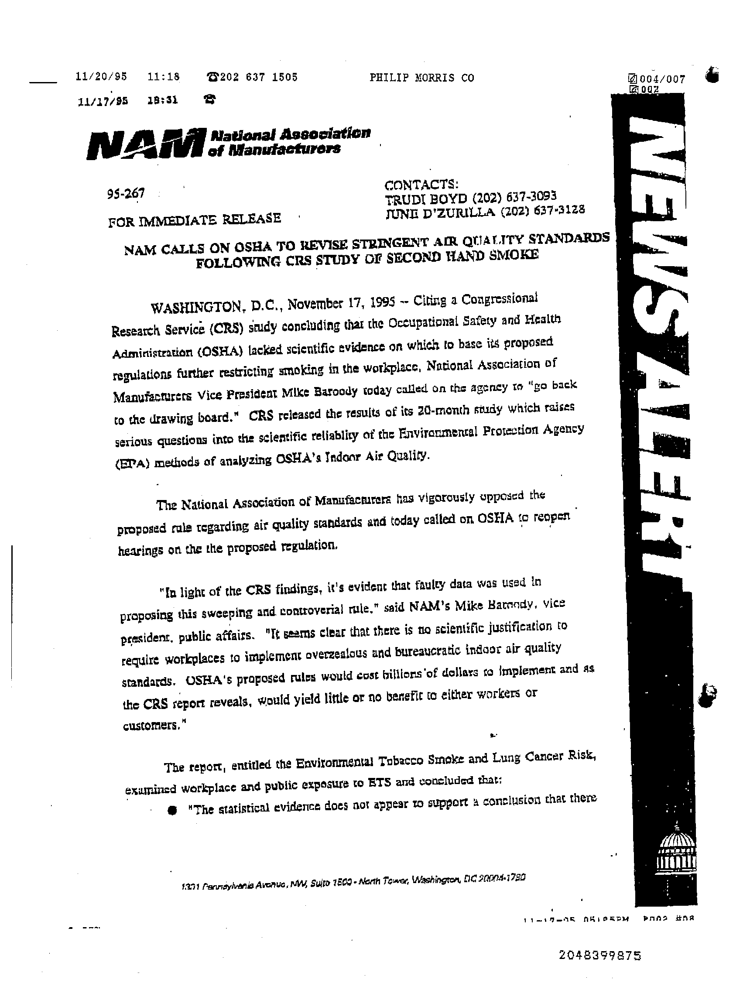 11/20/95 11:18 ☎202 637 1505 PHILIP MORRIS CO 004/007
11/17/95 18:31 ☎ 002
NAM National Association
of Manufacturers
NEWS ALERT
95-267
CONTACTS:
TRUDI BOYD (202) 637-3093
JUNE D'ZURILLA (202) 637-3128
FOR IMMEDIATE RELEASE
NAM CALLS ON OSHA TO REVISE STRINGENT AIR QUALITY STANDARDS
FOLLOWING CRS STUDY OF SECOND HAND SMOKE
WASHINGTON, D.C., November 17, 1995 -- Citing a Congressional
Research Service (CRS) study concluding that the Occupational Safety and Health
Administration (OSHA) lacked scientific evidence on which to base its proposed
regulations further restricting smoking in the workplace, National Association of
Manufacturers Vice President Mike Baroody today called on the agency to "go back
to the drawing board." CRS released the results of its 20-month study which raises
serious questions into the scientific reliablity of the Environmental Protection Agency
(EPA) methods of analyzing OSHA's Indoor Air Quality.
The National Association of Manufacturers has vigorously opposed the
proposed rule regarding air quality standards and today called on OSHA to reopen
hearings on the the proposed regulation.
"In light of the CRS findings, it's evident that faulty data was used in
proposing this sweeping and controverial rule," said NAM's Mike Baroody, vice
president, public affairs. "It seems clear that there is no scientific justification to
require workplaces to implement overzealous and bureaucratic indoor air quality
standards. OSHA's proposed rules would cost billions of dollars to implement and as
the CRS report reveals, would yield little or no benefit to either workers or
customers."
The report, entitled the Environmental Tobacco Smoke and Lung Cancer Risk,
examined workplace and public exposure to ETS and concluded that:
● "The statistical evidence does not appear to support a conclusion that there
1331 Pennsylvania Avenue, NW, Suite 1500 - North Tower, Washington, DC 20004-1790
11-17-95 05:05PM P002 #08
2048399875